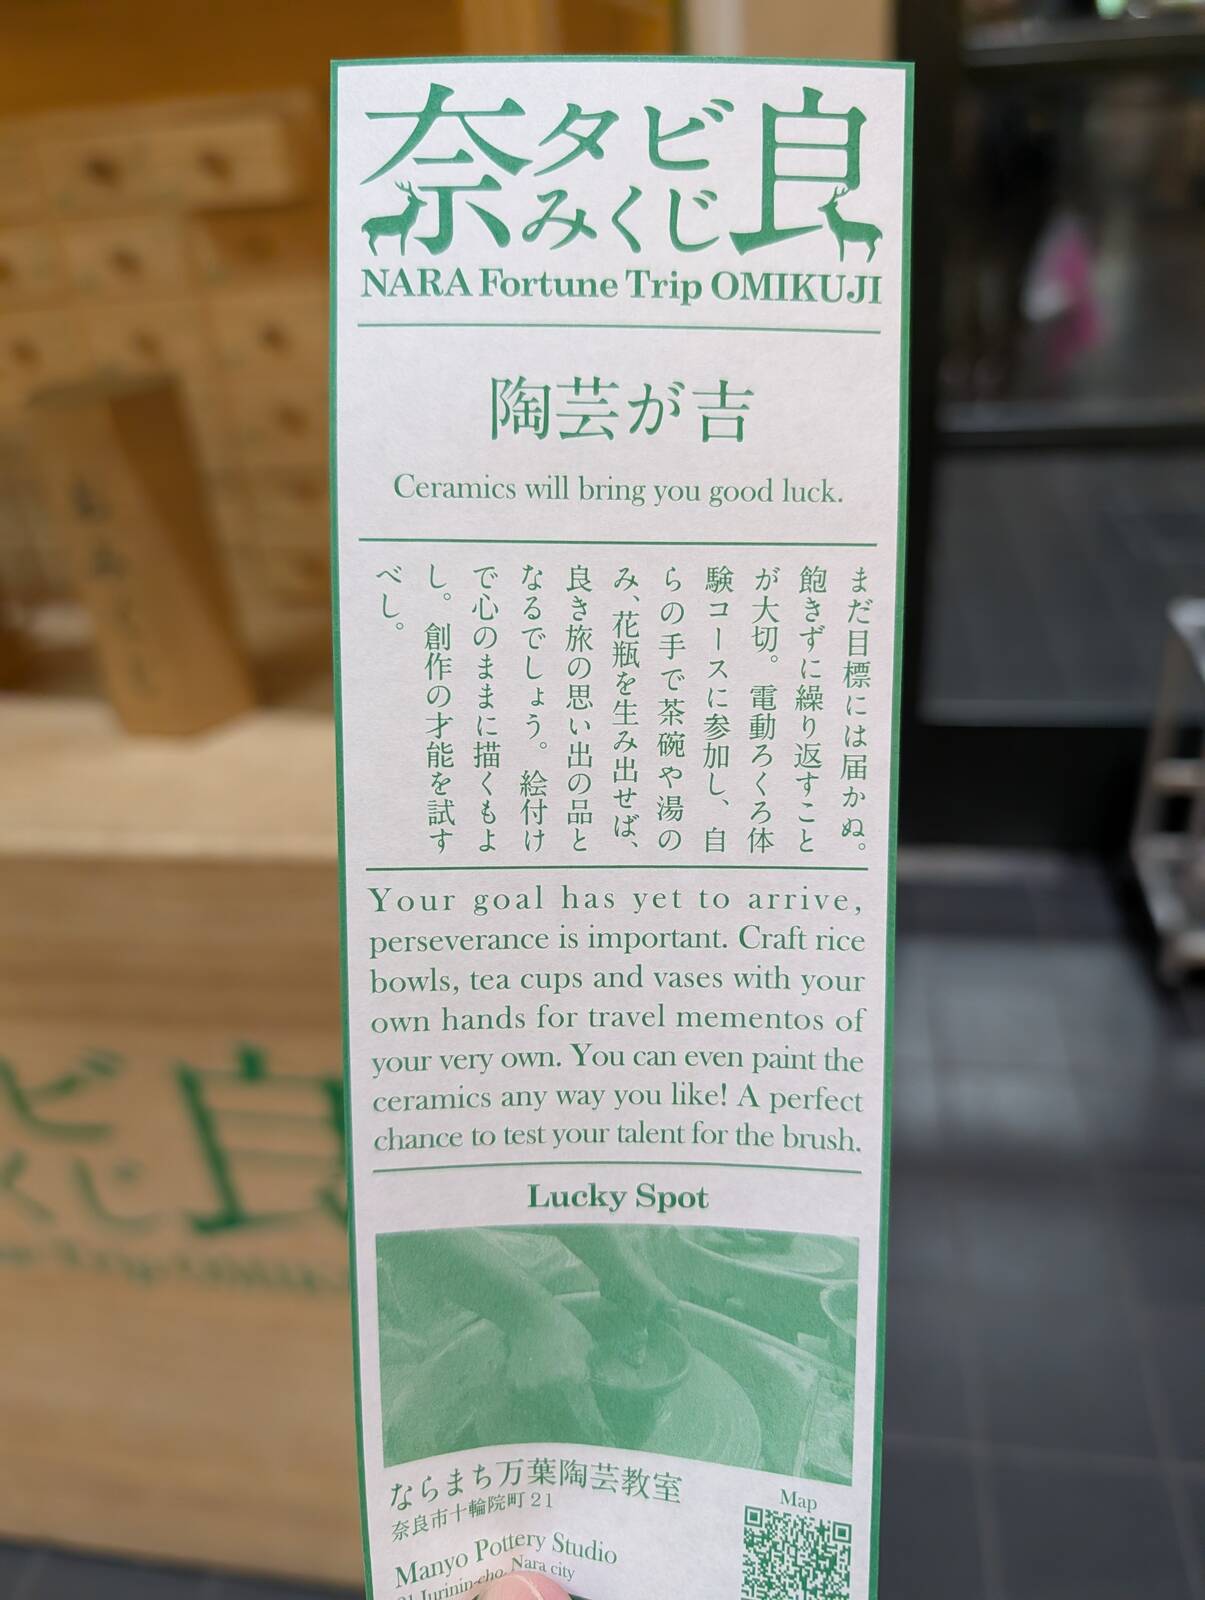 奈タビ良
みくじ
NARA Fortune Trip OMIKUJI
陶芸が吉
Ceramics will bring you good luck.
まだ目標には届かぬ。
飽きずに繰り返すこと
が大切。電動ろくろ体
験コースに参加し、自
らの手で茶碗や湯の
み、花瓶を生み出せば、
良き旅の思い出の品と
なるでしょう。絵付け
で心のままに描くもよ
し。創作の才能を試す
べし。
Your goal has yet to arrive,
perseverance is important. Craft rice
bowls, tea cups and vases with your
own hands for travel mementos of
your very own. You can even paint the
ceramics any way you like! A perfect
chance to test your talent for the brush.
Lucky Spot
ならまち万葉陶芸教室
奈良市十輪院町21
Map
Manyo Pottery Studio
21 Jurinin-cho, Nara city
ビ良
くじ